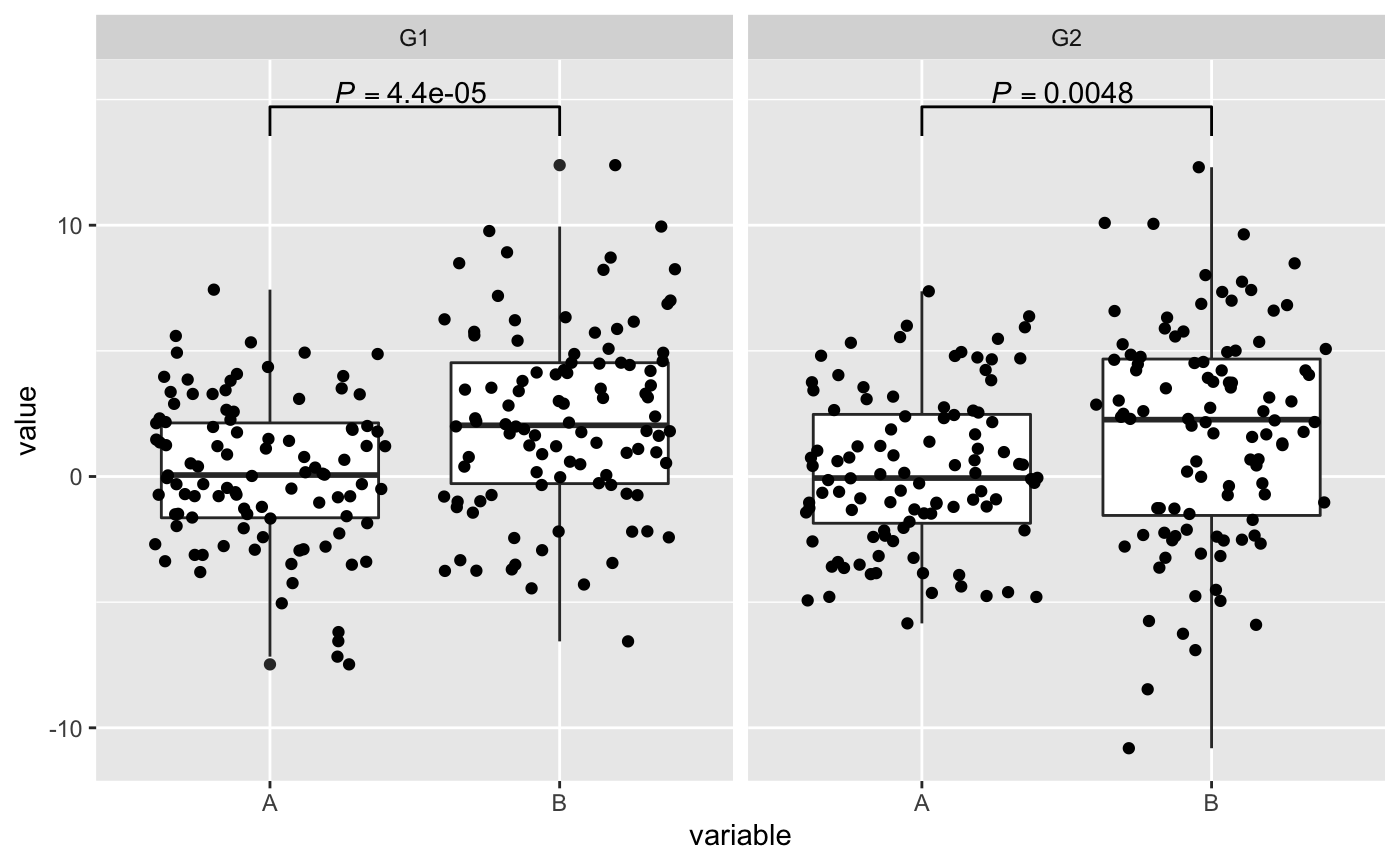 G1 G2
P = 4.4e-05 P = 0.0048
value
10
0
-10
A B A B
variable